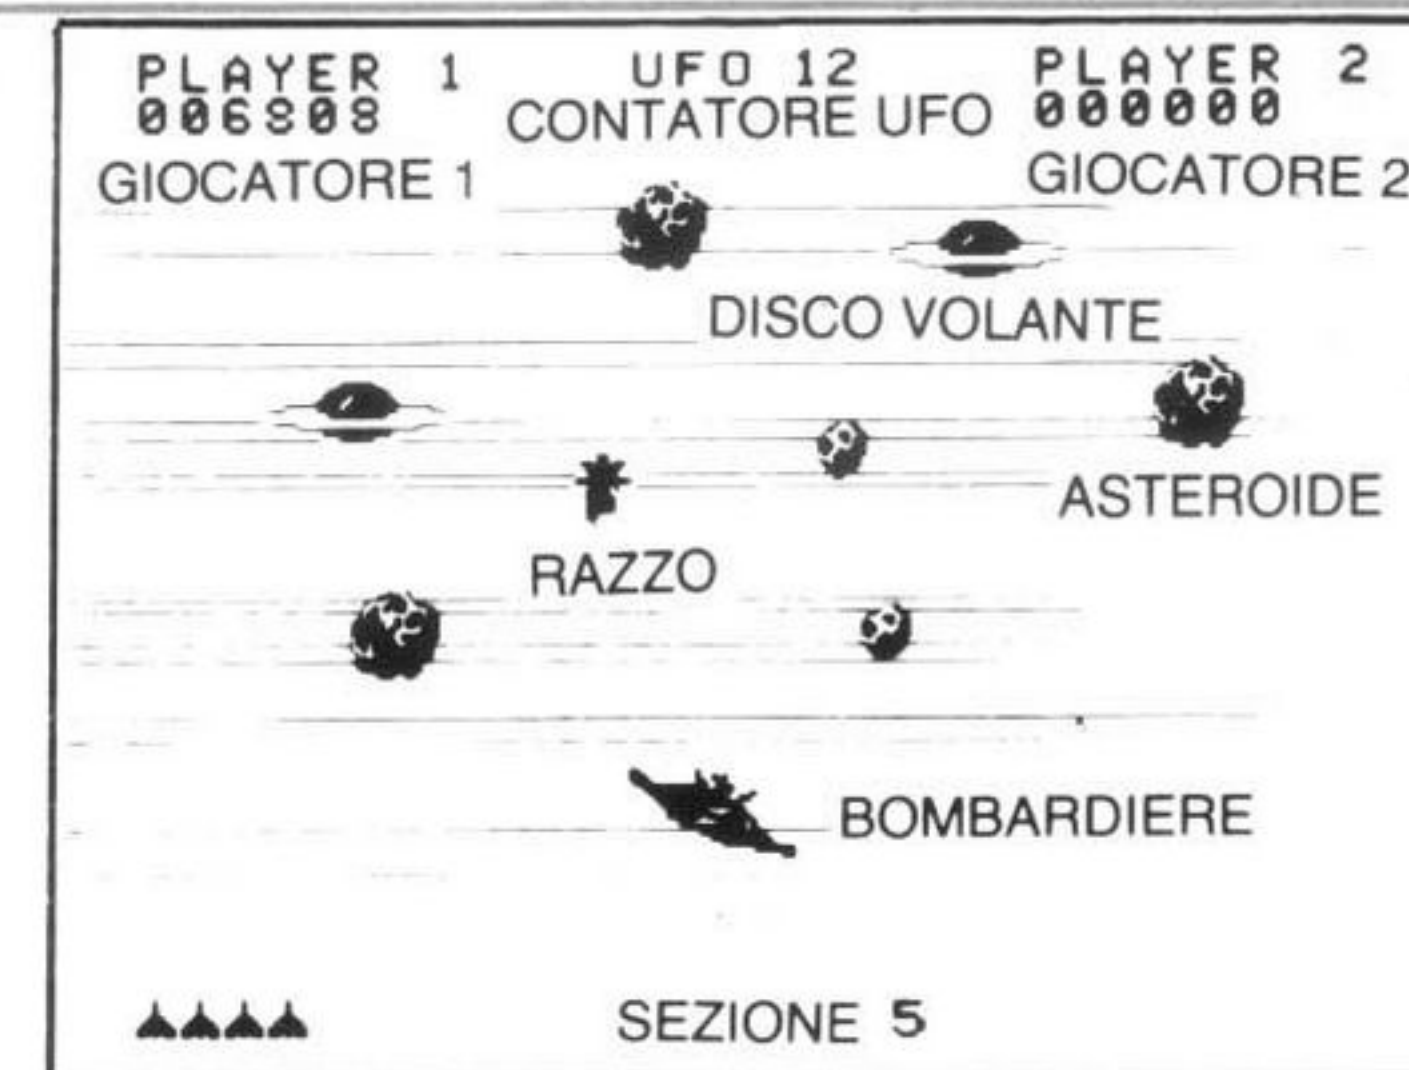 PLAYER 1 UFO 12 PLAYER 2
006808 CONTATORE UFO 000000
GIOCATORE 1 GIOCATORE 2
DISCO VOLANTE
ASTEROIDE
RAZZO
BOMBARDIERE
SEZIONE 5